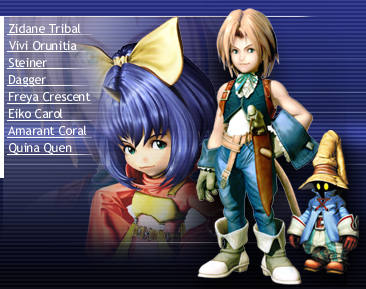 Zidane Tribal
Vivi Orunitia
Steiner
Dagger
Freya Crescent
Eiko Carol
Amarant Coral
Quina Quen